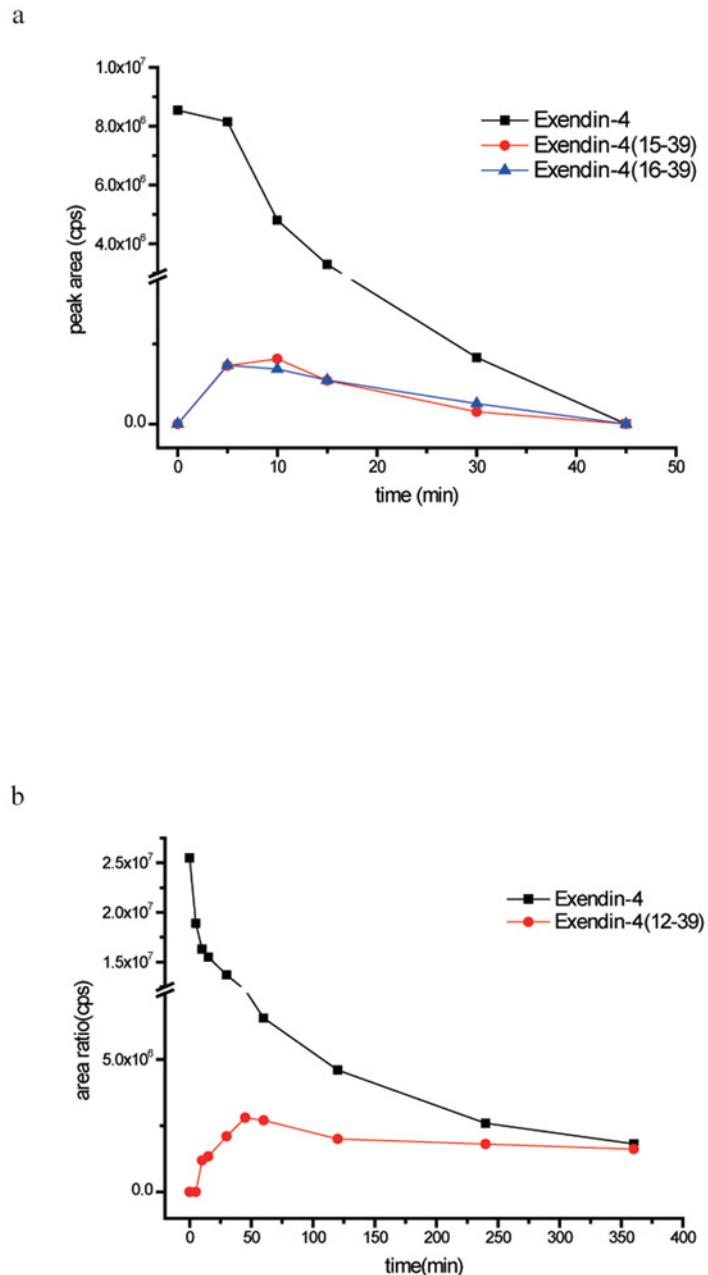 a
1.0x10⁷
8.0x10⁶
6.0x10⁶
4.0x10⁶
0.0
peak area (cps)
Exendin-4
Exendin-4(15-39)
Exendin-4(16-39)
0 10 20 30 40 50
time (min)
b
2.5x10⁷
2.0x10⁷
1.5x10⁷
5.0x10⁶
0.0
area ratio(cps)
Exendin-4
Exendin-4(12-39)
0 50 100 150 200 250 300 350 400
time(min)